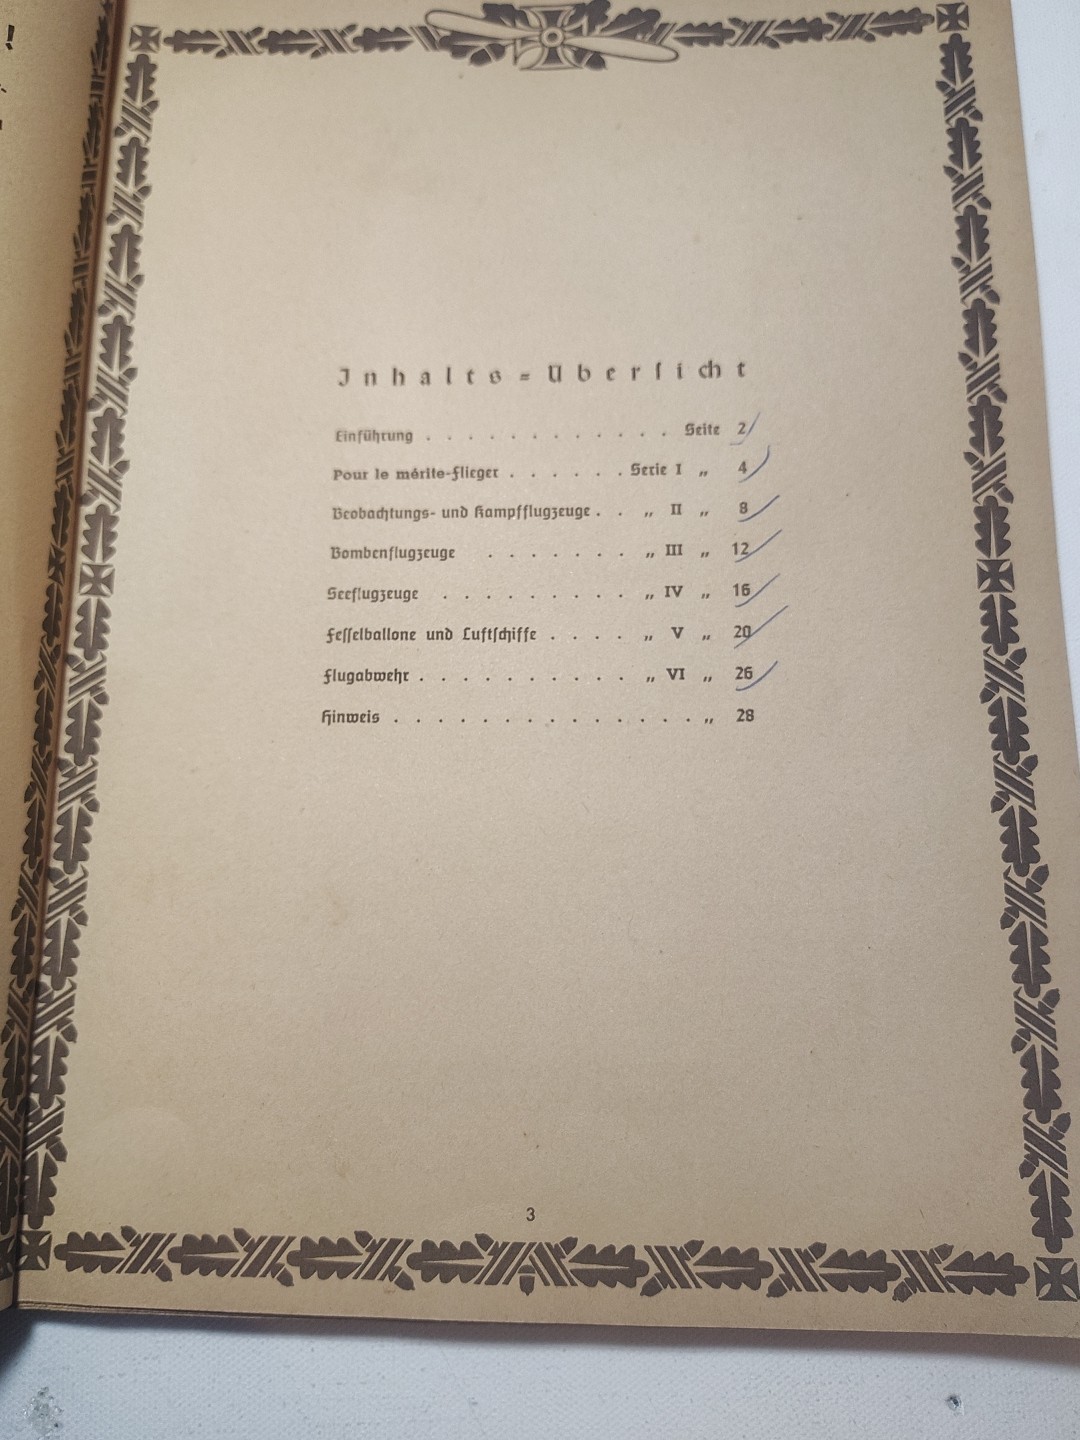 !
Inhalts=Übersicht
Einführung . . . . . . . . . . . . Seite 2
Pour le mérite-Flieger . . . . . . Serie I „ 4
Beobachtungs- und Kampfflugzeuge . . „ II „ 8
Bombenflugzeuge . . . . . . . „ III „ 12
Seeflugzeuge . . . . . . . . . „ IV „ 16
Fesselballone und Luftschiffe . . . . „ V „ 20
Flugabwehr . . . . . . . . . . „ VI „ 26
Hinweis . . . . . . . . . . . . . . „ 28
3